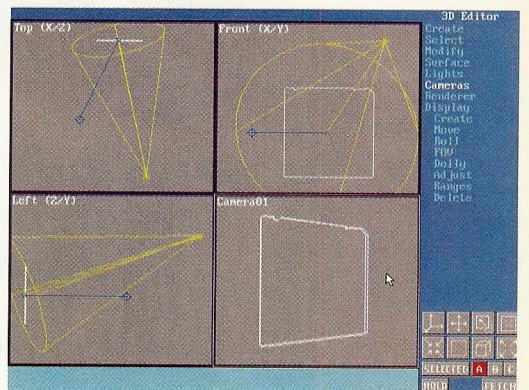 3D Editor
Top (X/Z)
Front (X/Y)
Create
Select
Modify
Surface
Lights
Cameras
Renderer
Display
Create
Move
Roll
FOV
Dolly
Adjust
Ranges
Delete
Left (Z/Y)
Camera01
SELECTED A B C
HOLD FETCH